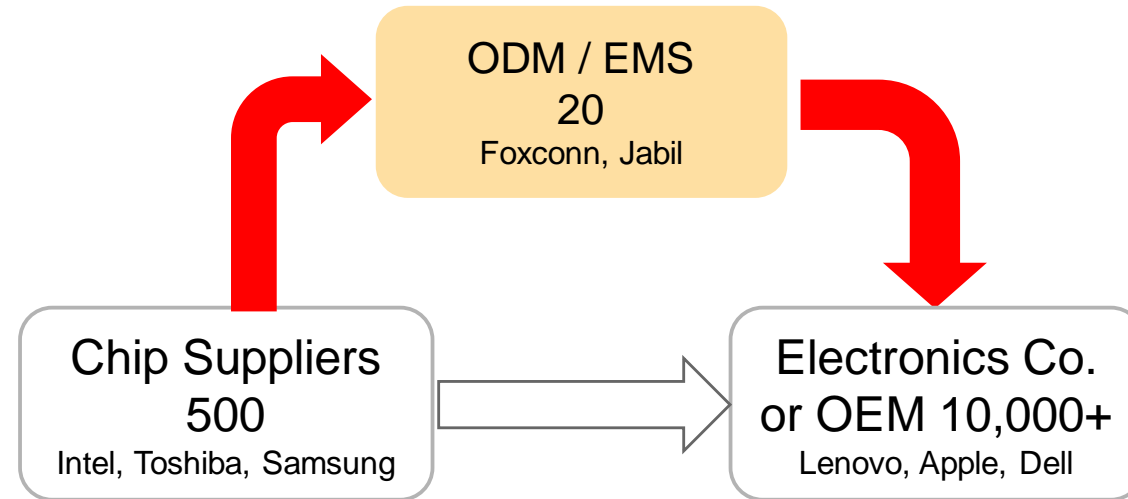 ODM / EMS
20
Foxconn, Jabil
Chip Suppliers
500
Intel, Toshiba, Samsung
Electronics Co.
or OEM 10,000+
Lenovo, Apple, Dell